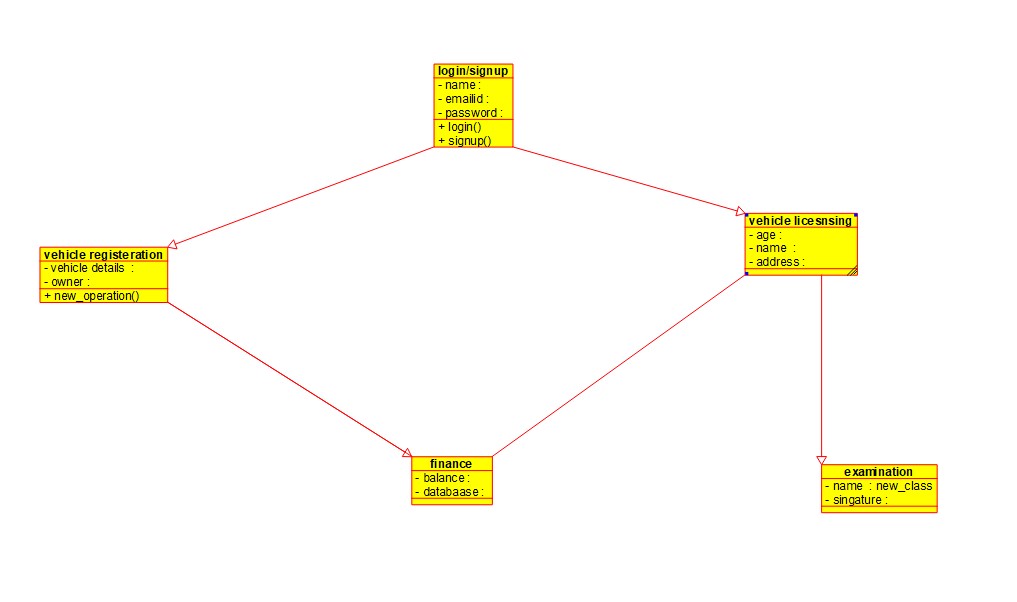 login/signup
- name :
- emailid :
- password :
+ login()
+ signup()
vehicle licesnsing
- age :
- name :
- address :
vehicle registeration
- vehicle details :
- owner :
+ new_operation()
finance
- balance :
- databaase :
examination
- name : new_class
- singature :